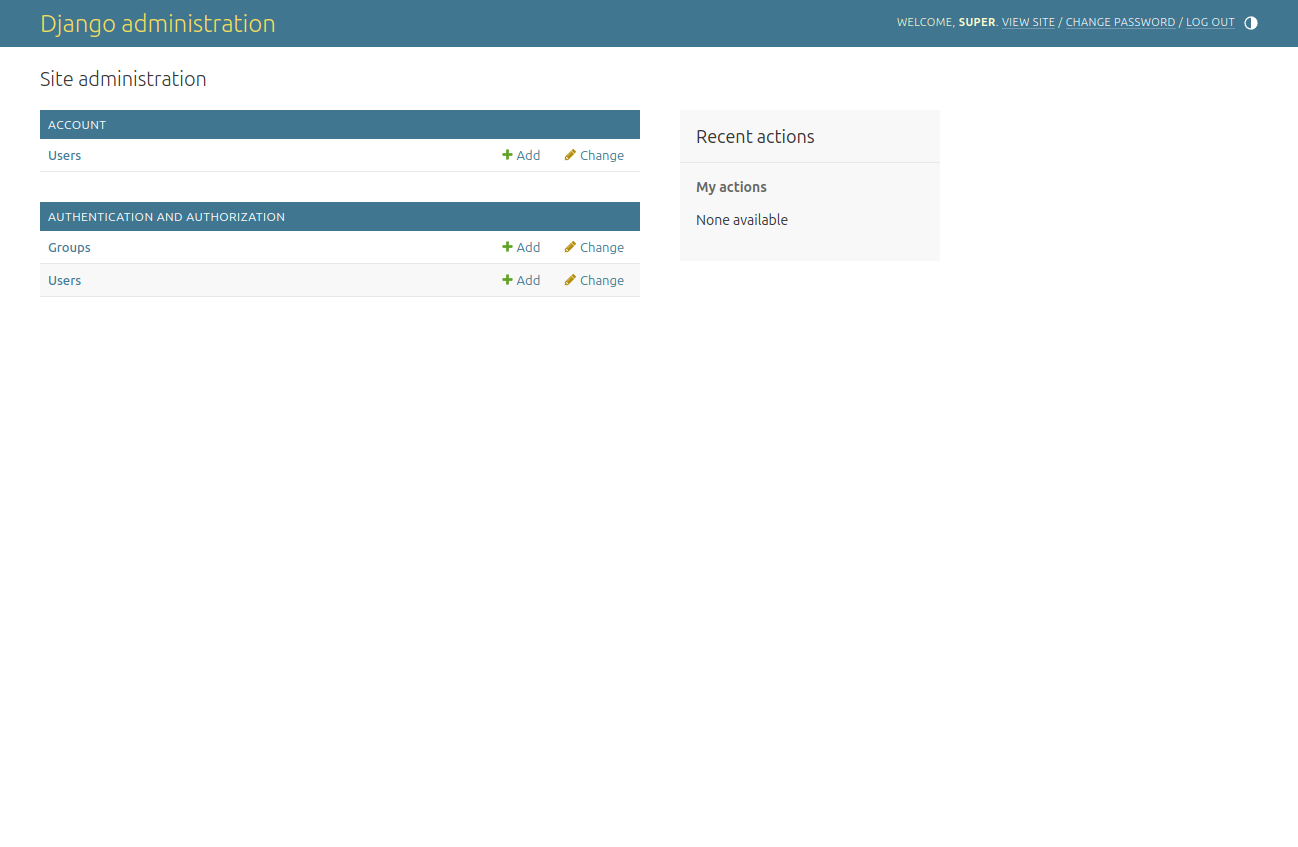 Django administration
WELCOME, SUPER. VIEW SITE / CHANGE PASSWORD / LOG OUT
Site administration
ACCOUNT
Users Add Change
AUTHENTICATION AND AUTHORIZATION
Groups Add Change
Users Add Change
Recent actions
My actions
None available